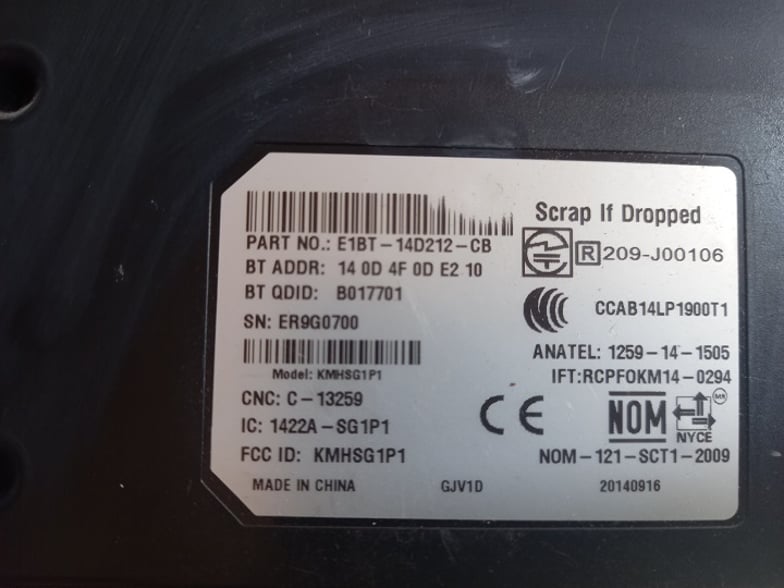 Scrap If Dropped
PART NO.: E1BT-14D212-CB
R 209-J00106
BT ADDR: 14 0D 4F 0D E2 10
BT QDID: B017701
CCAB14LP1900T1
SN: ER9G0700
ANATEL: 1259-14-1505
Model: KMHSG1P1
IFT:RCPFOKM14-0294
CNC: C-13259
CE
NOM
NYCE
IC: 1422A-SG1P1
FCC ID: KMHSG1P1
NOM-121-SCT1-2009
MADE IN CHINA GJV1D 20140916